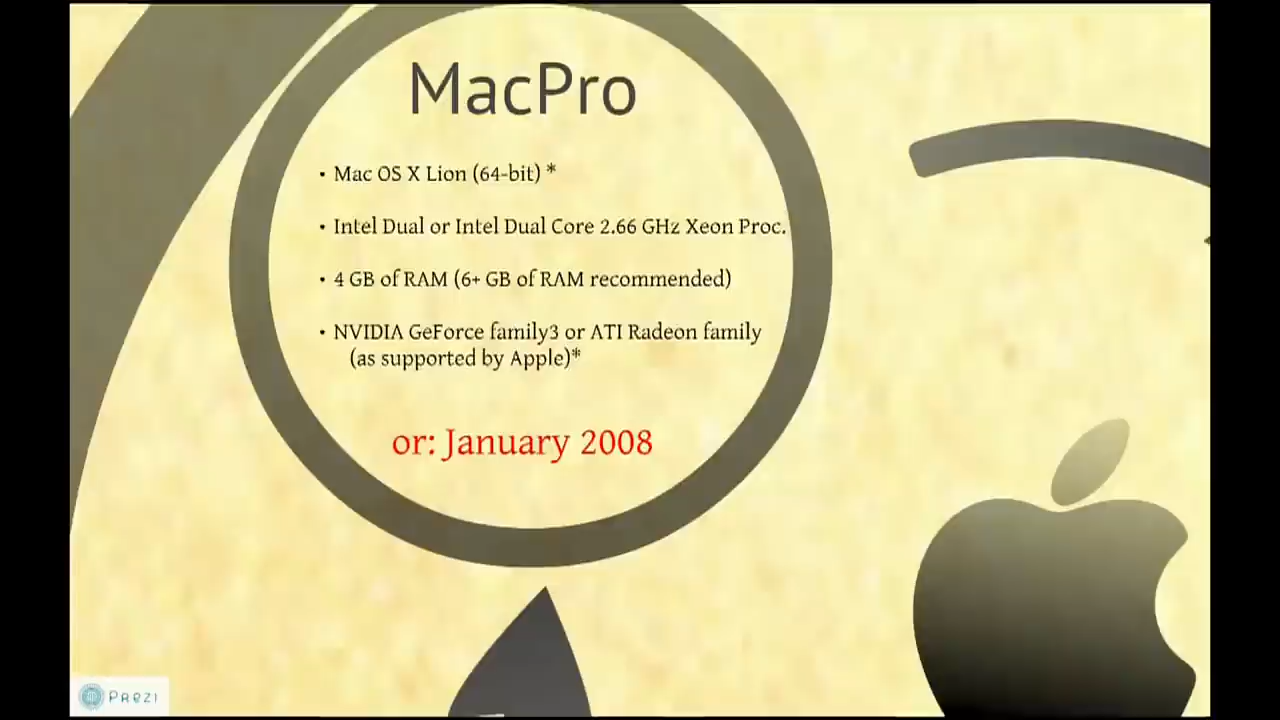 MacPro
• Mac OS X Lion (64-bit) *
• Intel Dual or Intel Dual Core 2.66 GHz Xeon Proc.
• 4 GB of RAM (6+ GB of RAM recommended)
• NVIDIA GeForce family3 or ATI Radeon family
(as supported by Apple)*
or: January 2008
Prezi